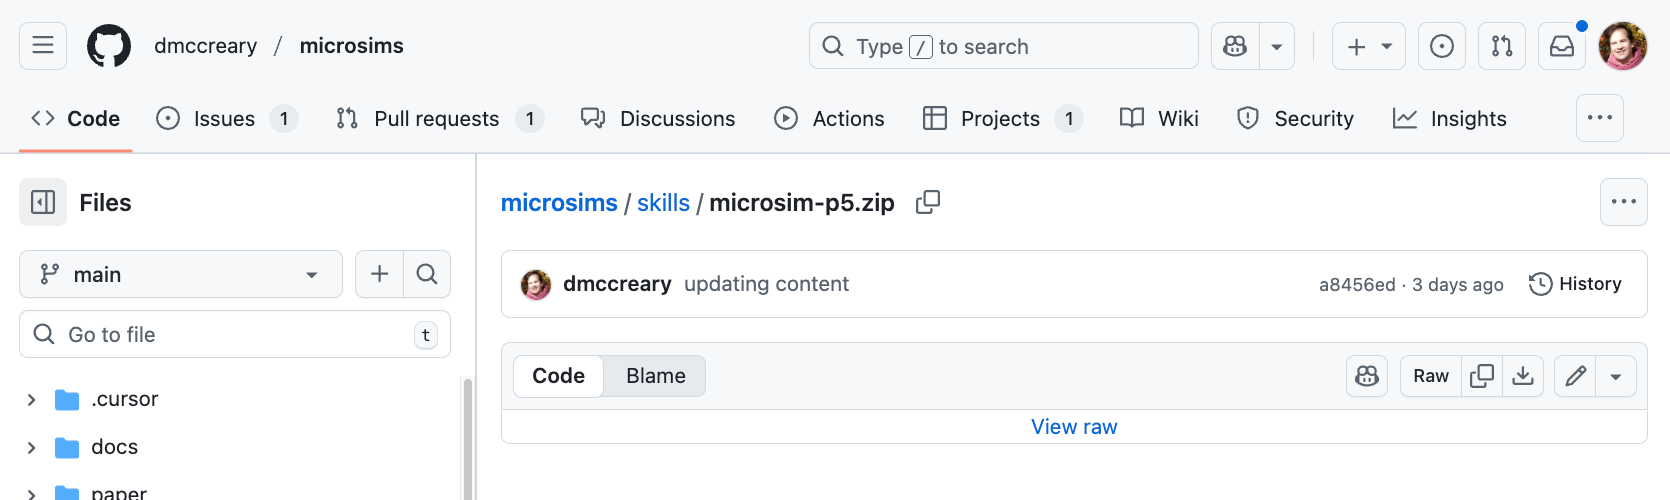 dmccreary / microsims
Type / to search
Code Issues 1 Pull requests 1 Discussions Actions Projects 1 Wiki Security Insights
Files
microsims / skills / microsim-p5.zip
main
dmccreary updating content a8456ed · 3 days ago History
Go to file t
Code Blame Raw
.cursor
View raw
docs
paper